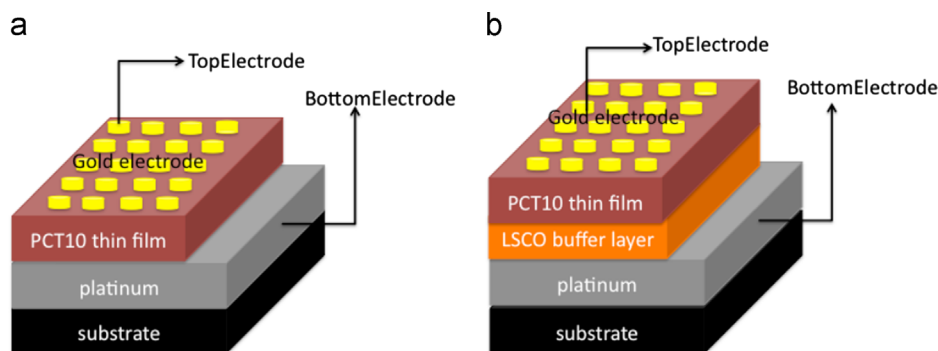 a
TopElectrode
BottomElectrode
Gold electrode
PCT10 thin film
platinum
substrate
b
TopElectrode
BottomElectrode
Gold electrode
PCT10 thin film
LSCO buffer layer
platinum
substrate